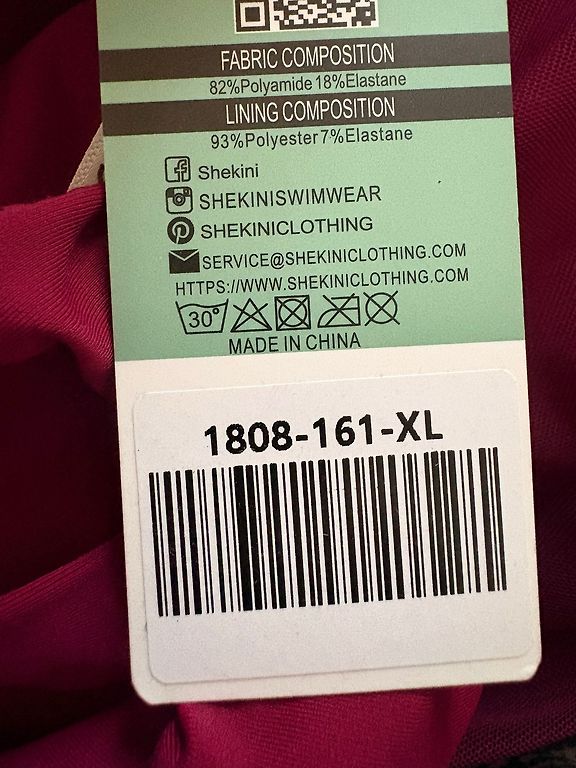 FABRIC COMPOSITION
82%Polyamide 18%Elastane
LINING COMPOSITION
93%Polyester 7%Elastane
Shekini
SHEKINISWIMWEAR
SHEKINICLOTHING
SERVICE@SHEKINICLOTHING.COM
HTTPS://WWW.SHEKINICLOTHING.COM
30°
MADE IN CHINA
1808-161-XL